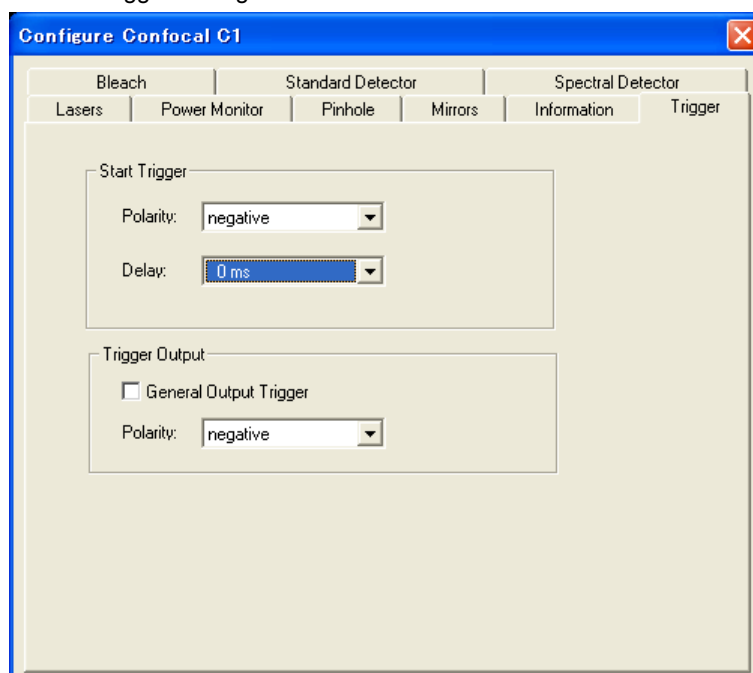 Configure Confocal C1
Bleach Standard Detector Spectral Detector
Lasers Power Monitor Pinhole Mirrors Information Trigger
Start Trigger
Polarity: negative
Delay: 0 ms
Trigger Output
General Output Trigger
Polarity: negative